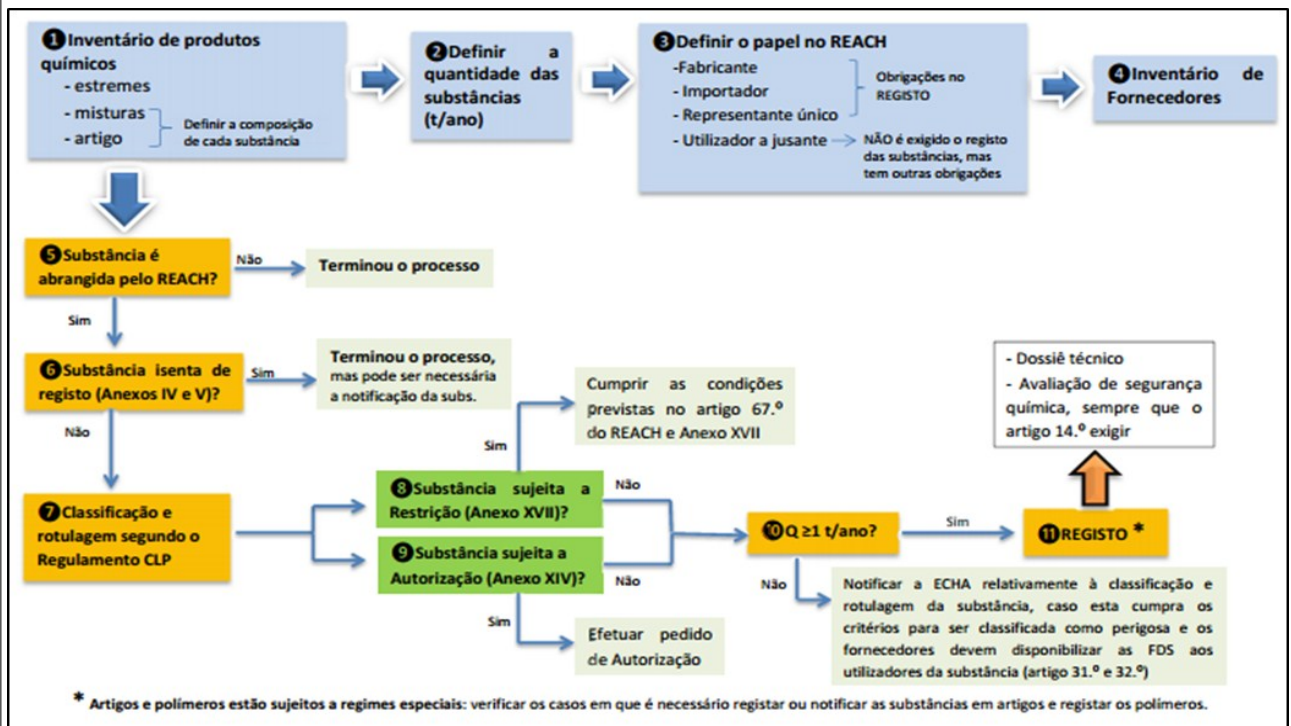 ❶Inventário de produtos
químicos
- estremes
- misturas
- artigo
Definir a composição
de cada substância
❷Definir a
quantidade das
substâncias
(t/ano)
❸Definir o papel no REACH
-Fabricante
- Importador
- Representante único
- Utilizador a jusante
Obrigações no
REGISTO
NÃO é exigido o registo
das substâncias, mas
tem outras obrigações
❹Inventário de
Fornecedores
❺Substância é
abrangida pelo REACH?
Não
Terminou o processo
Sim
❻Substância isenta de
registo (Anexos IV e V)?
Sim
Terminou o processo,
mas pode ser necessária
a notificação da subs.
Não
❼Classificação e
rotulagem segundo o
Regulamento CLP
Cumprir as condições
previstas no artigo 67.º
do REACH e Anexo XVII
Sim
❽Substância sujeita a
Restrição (Anexo XVII)?
Não
❾Substância sujeita a
Autorização (Anexo XIV)?
Não
Sim
Efetuar pedido
de Autorização
❿Q ≥1 t/ano?
Sim
⓫REGISTO *
- Dossiê técnico
- Avaliação de segurança
química, sempre que o
artigo 14.º exigir
Não
Notificar a ECHA relativamente à classificação e
rotulagem da substância, caso esta cumpra os
critérios para ser classificada como perigosa e os
fornecedores devem disponibilizar as FDS aos
utilizadores da substância (artigo 31.º e 32.º)
* Artigos e polímeros estão sujeitos a regimes especiais: verificar os casos em que é necessário registar ou notificar as substâncias em artigos e registar os polímeros.